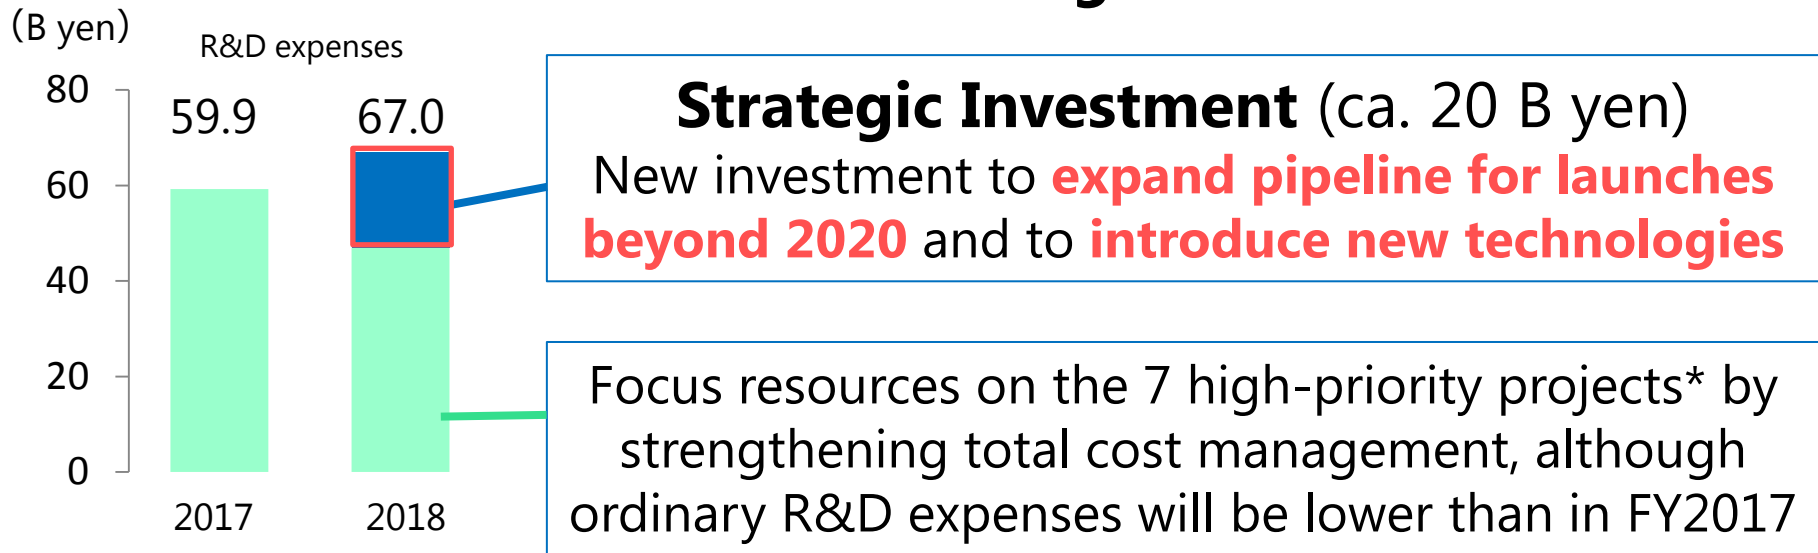 (B yen)
R&D expenses
80
60
40
20
0
59.9
67.0
2017
2018
Strategic Investment (ca. 20 B yen)
New investment to expand pipeline for launches
beyond 2020 and to introduce new technologies
Focus resources on the 7 high-priority projects* by
strengthening total cost management, although
ordinary R&D expenses will be lower than in FY2017